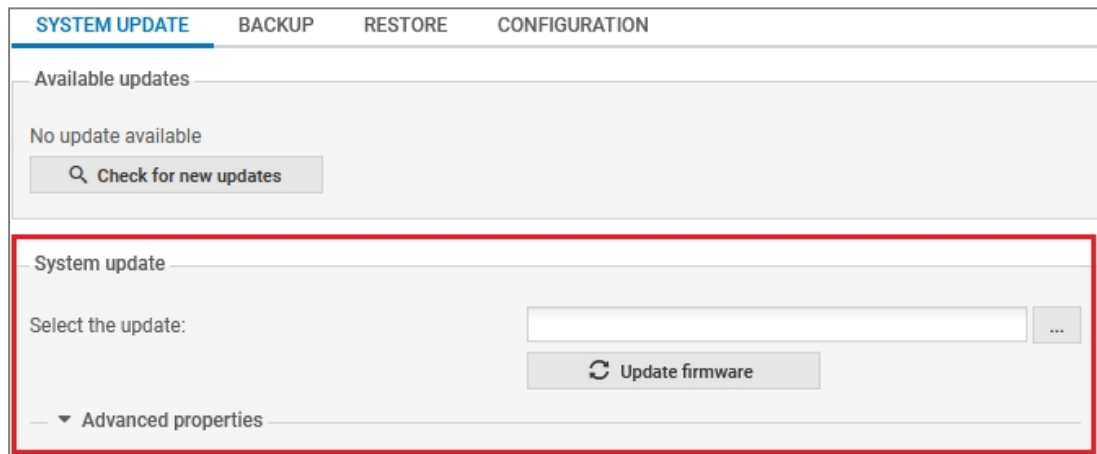 SYSTEM UPDATE BACKUP RESTORE CONFIGURATION
Available updates
No update available
Check for new updates
System update
Select the update: ...
Update firmware
Advanced properties